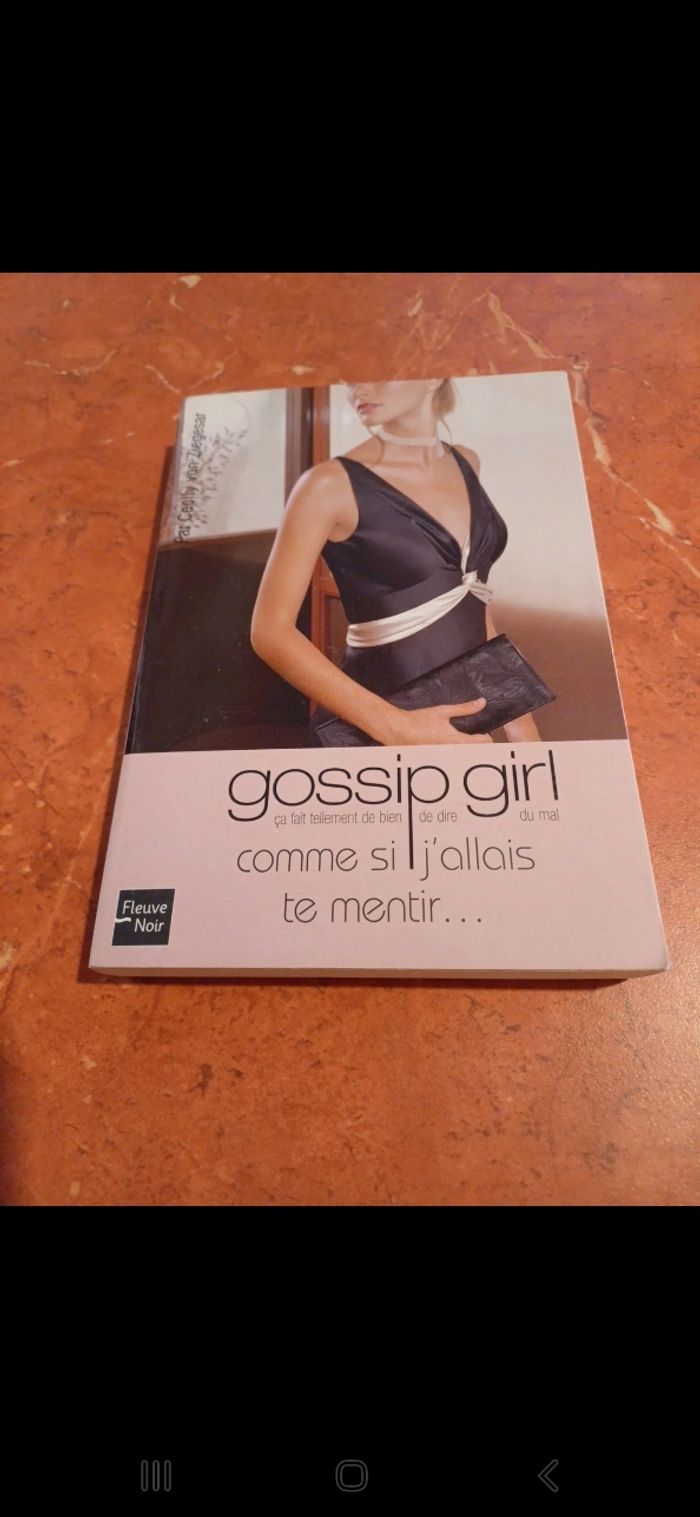 Par Cecily von Ziegesar
gossip girl
ça fait tellement de bien de dire du mal
comme si j'allais
te mentir...
Fleuve
Noir